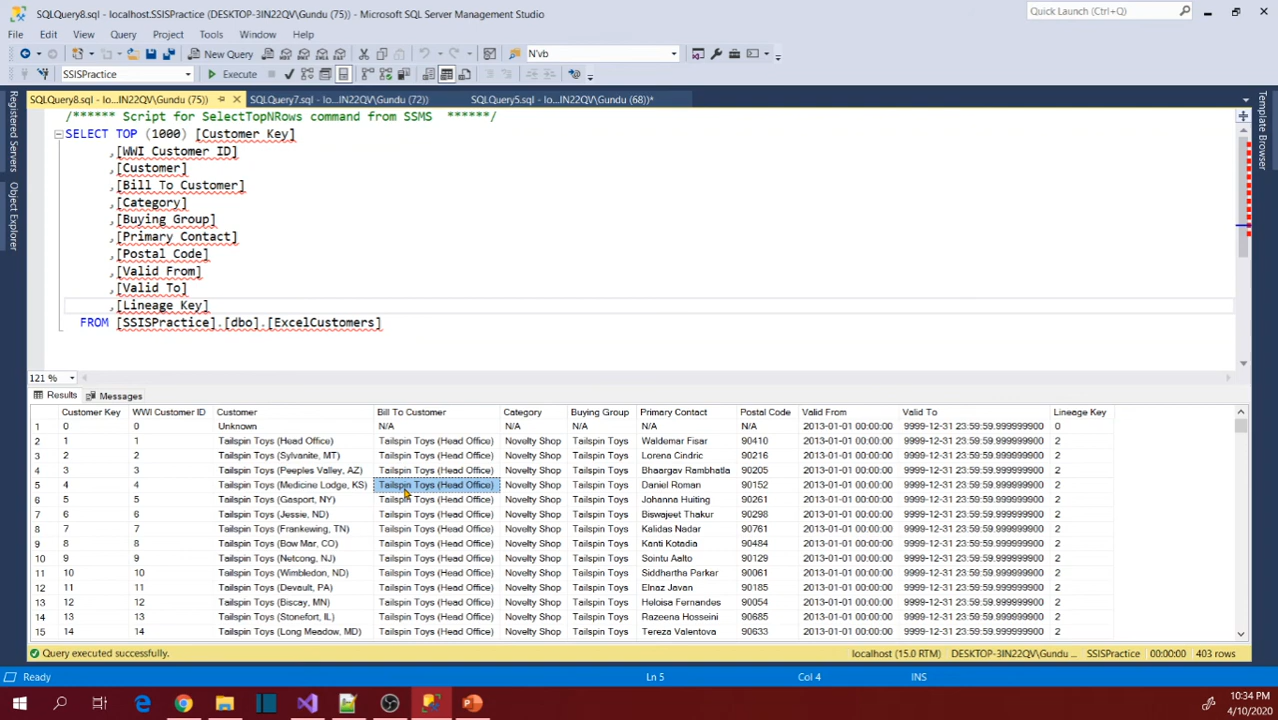 SQLQuery8.sql - localhost.SSISPractice (DESKTOP-3IN22QV\Gundu (75)) - Microsoft SQL Server Management Studio
Quick Launch (Ctrl+Q)
File Edit View Query Project Tools Window Help
New Query
N'vb
SSISPractice
Execute
SQLQuery8.sql - lo...IN22QV\Gundu (75)) SQLQuery7.sql - lo...IN22QV\Gundu (72)) SQLQuery5.sql - lo...IN22QV\Gundu (68))*
Registered Servers
Object Explorer
Template Browser
/****** Script for SelectTopNRows command from SSMS ******/
SELECT TOP (1000) [Customer Key]
,[WWI Customer ID]
,[Customer]
,[Bill To Customer]
,[Category]
,[Buying Group]
,[Primary Contact]
,[Postal Code]
,[Valid From]
,[Valid To]
,[Lineage Key]
FROM [SSISPractice].[dbo].[ExcelCustomers]
121 %
Results Messages
Customer Key WWI Customer ID Customer Bill To Customer Category Buying Group Primary Contact Postal Code Valid From Valid To Lineage Key
1 0 0 Unknown N/A N/A N/A N/A N/A 2013-01-01 00:00:00 9999-12-31 23:59:59.999999900 0
2 1 1 Tailspin Toys (Head Office) Tailspin Toys (Head Office) Novelty Shop Tailspin Toys Waldemar Fisar 90410 2013-01-01 00:00:00 9999-12-31 23:59:59.999999900 2
3 2 2 Tailspin Toys (Sylvanite, MT) Tailspin Toys (Head Office) Novelty Shop Tailspin Toys Lorena Cindric 90216 2013-01-01 00:00:00 9999-12-31 23:59:59.999999900 2
4 3 3 Tailspin Toys (Peeples Valley, AZ) Tailspin Toys (Head Office) Novelty Shop Tailspin Toys Bhaargav Rambhatla 90205 2013-01-01 00:00:00 9999-12-31 23:59:59.999999900 2
5 4 4 Tailspin Toys (Medicine Lodge, KS) Tailspin Toys (Head Office) Novelty Shop Tailspin Toys Daniel Roman 90152 2013-01-01 00:00:00 9999-12-31 23:59:59.999999900 2
6 5 5 Tailspin Toys (Gasport, NY) Tailspin Toys (Head Office) Novelty Shop Tailspin Toys Johanna Huiting 90261 2013-01-01 00:00:00 9999-12-31 23:59:59.999999900 2
7 6 6 Tailspin Toys (Jessie, ND) Tailspin Toys (Head Office) Novelty Shop Tailspin Toys Biswajeet Thakur 90298 2013-01-01 00:00:00 9999-12-31 23:59:59.999999900 2
8 7 7 Tailspin Toys (Frankewing, TN) Tailspin Toys (Head Office) Novelty Shop Tailspin Toys Kalidas Nadar 90761 2013-01-01 00:00:00 9999-12-31 23:59:59.999999900 2
9 8 8 Tailspin Toys (Bow Mar, CO) Tailspin Toys (Head Office) Novelty Shop Tailspin Toys Kanti Kotadia 90484 2013-01-01 00:00:00 9999-12-31 23:59:59.999999900 2
10 9 9 Tailspin Toys (Netcong, NJ) Tailspin Toys (Head Office) Novelty Shop Tailspin Toys Sointu Aalto 90129 2013-01-01 00:00:00 9999-12-31 23:59:59.999999900 2
11 10 10 Tailspin Toys (Wimbledon, ND) Tailspin Toys (Head Office) Novelty Shop Tailspin Toys Siddhartha Parkar 90061 2013-01-01 00:00:00 9999-12-31 23:59:59.999999900 2
12 11 11 Tailspin Toys (Devault, PA) Tailspin Toys (Head Office) Novelty Shop Tailspin Toys Elnaz Javan 90185 2013-01-01 00:00:00 9999-12-31 23:59:59.999999900 2
13 12 12 Tailspin Toys (Biscay, MN) Tailspin Toys (Head Office) Novelty Shop Tailspin Toys Heloisa Fernandes 90054 2013-01-01 00:00:00 9999-12-31 23:59:59.999999900 2
14 13 13 Tailspin Toys (Stonefort, IL) Tailspin Toys (Head Office) Novelty Shop Tailspin Toys Razeena Hosseini 90685 2013-01-01 00:00:00 9999-12-31 23:59:59.999999900 2
15 14 14 Tailspin Toys (Long Meadow, MD) Tailspin Toys (Head Office) Novelty Shop Tailspin Toys Tereza Valentova 90633 2013-01-01 00:00:00 9999-12-31 23:59:59.999999900 2
Query executed successfully. localhost (15.0 RTM) DESKTOP-3IN22QV\Gundu ... SSISPractice 00:00:00 403 rows
Ready Ln 5 Col 4 INS
10:34 PM
4/10/2020